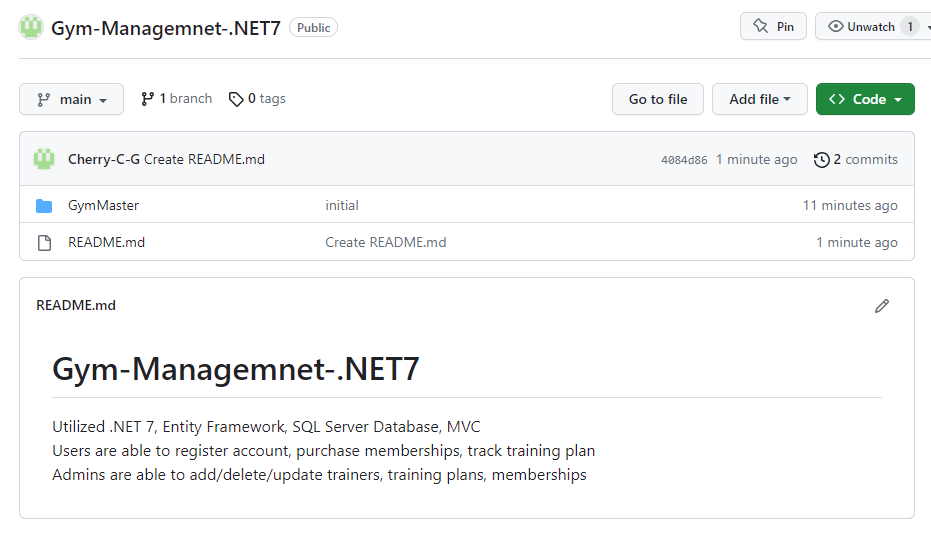 Gym-Managemnet-.NET7 Public Pin Unwatch 1
main 1 branch 0 tags Go to file Add file Code
Cherry-C-G Create README.md 4084d86 1 minute ago 2 commits
GymMaster initial 11 minutes ago
README.md Create README.md 1 minute ago
README.md
Gym-Managemnet-.NET7
Utilized .NET 7, Entity Framework, SQL Server Database, MVC
Users are able to register account, purchase memberships, track training plan
Admins are able to add/delete/update trainers, training plans, memberships